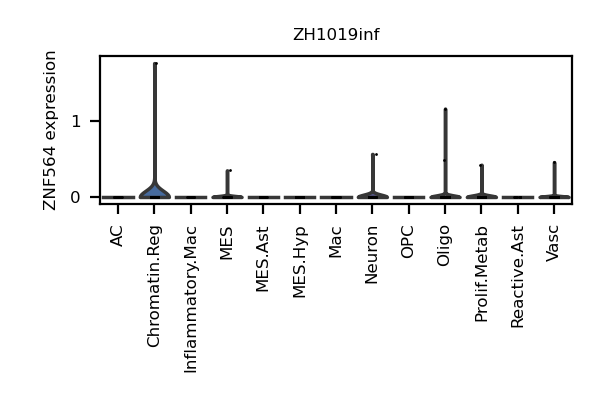 ZH1019inf
ZNF564 expression
1
0
AC
Chromatin.Reg
Inflammatory.Mac
MES
MES.Ast
MES.Hyp
Mac
Neuron
OPC
Oligo
Prolif.Metab
Reactive.Ast
Vasc